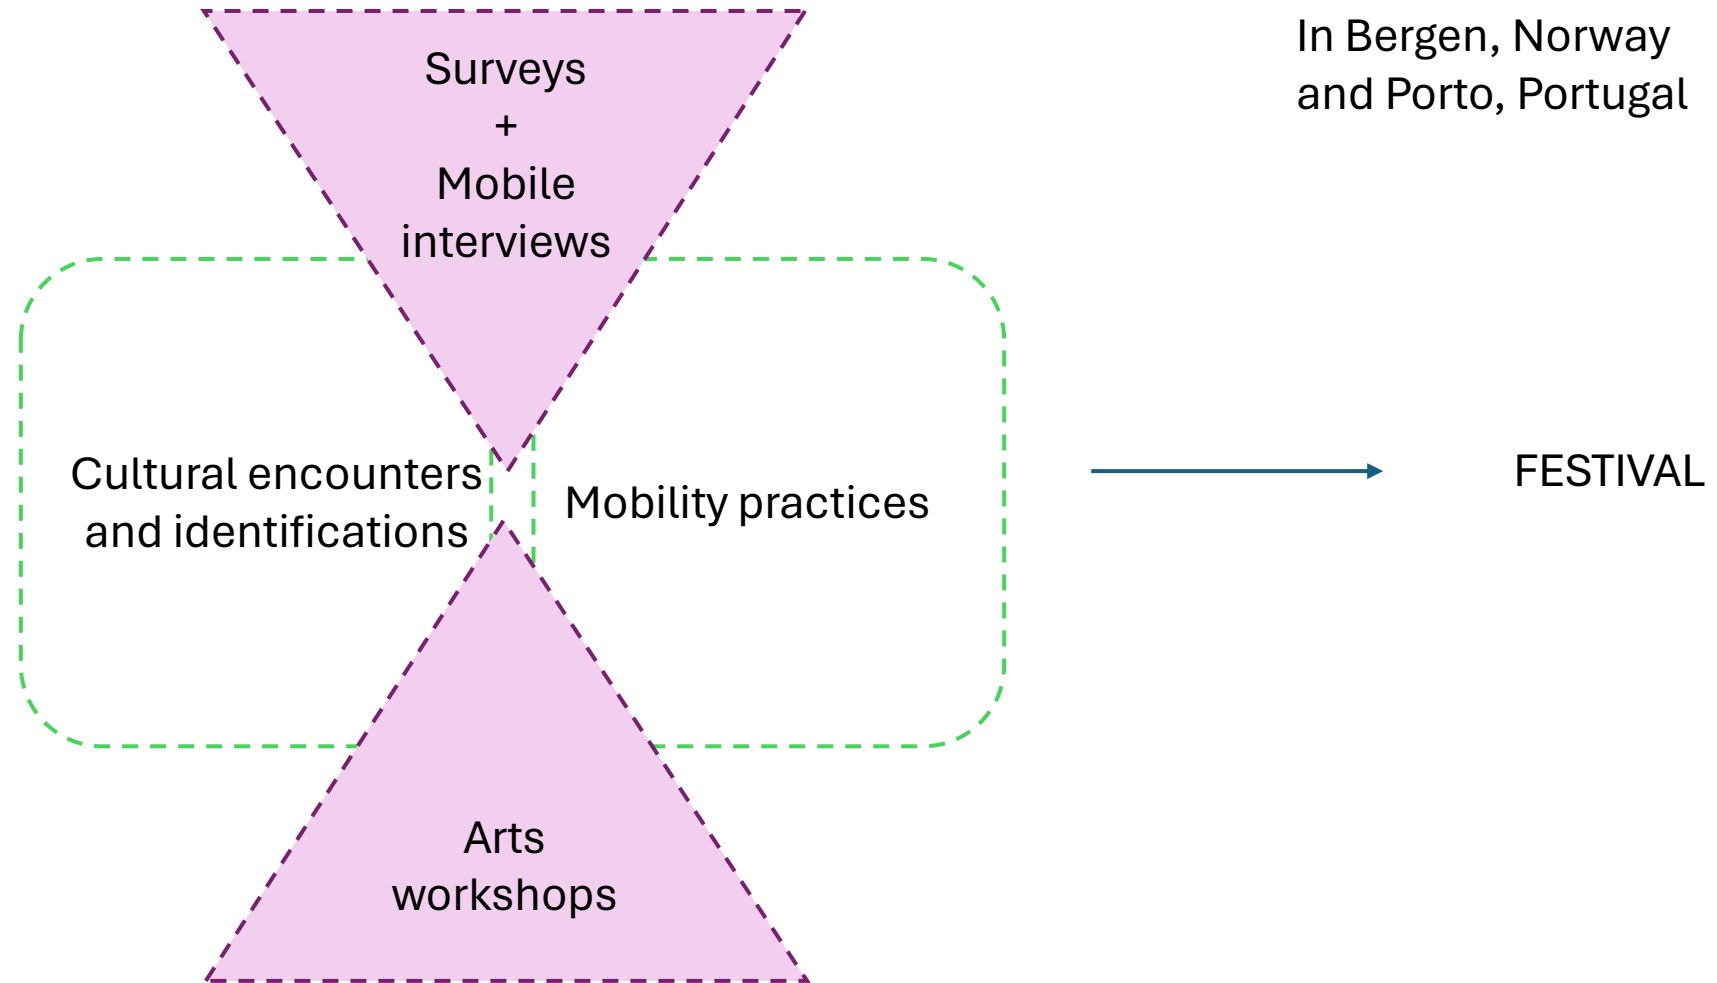 Surveys
+
Mobile
interviews
In Bergen, Norway
and Porto, Portugal
Cultural encounters
and identifications
Mobility practices
FESTIVAL
Arts
workshops